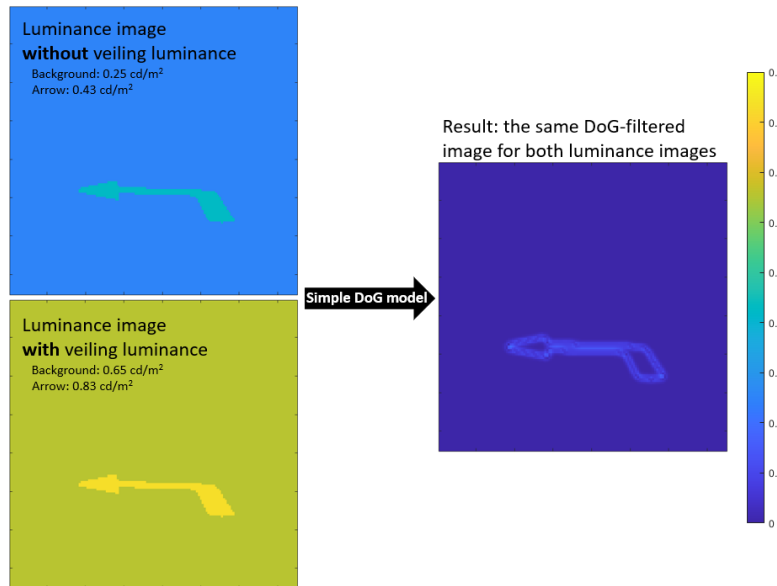 Luminance image
without veiling luminance
Background: 0.25 cd/m²
Arrow: 0.43 cd/m²
Result: the same DoG-filtered
image for both luminance images
Simple DoG model
Luminance image
with veiling luminance
Background: 0.65 cd/m²
Arrow: 0.83 cd/m²
0